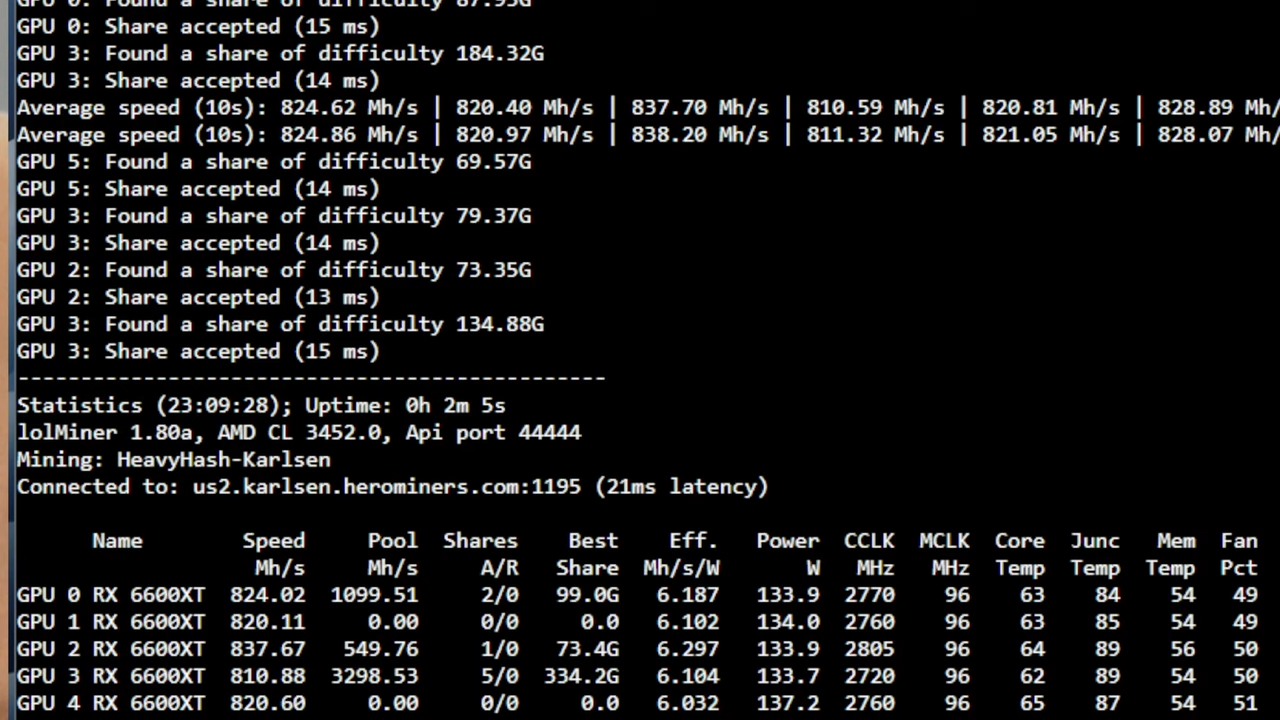 GPU 0: Found a share of difficulty 87.95G
GPU 0: Share accepted (15 ms)
GPU 3: Found a share of difficulty 184.32G
GPU 3: Share accepted (14 ms)
Average speed (10s): 824.62 Mh/s | 820.40 Mh/s | 837.70 Mh/s | 810.59 Mh/s | 820.81 Mh/s | 828.89 Mh/
Average speed (10s): 824.86 Mh/s | 820.97 Mh/s | 838.20 Mh/s | 811.32 Mh/s | 821.05 Mh/s | 828.07 Mh/
GPU 5: Found a share of difficulty 69.57G
GPU 5: Share accepted (14 ms)
GPU 3: Found a share of difficulty 79.37G
GPU 3: Share accepted (14 ms)
GPU 2: Found a share of difficulty 73.35G
GPU 2: Share accepted (13 ms)
GPU 3: Found a share of difficulty 134.88G
GPU 3: Share accepted (15 ms)
-----------------------------------------------
Statistics (23:09:28); Uptime: 0h 2m 5s
lolMiner 1.80a, AMD CL 3452.0, Api port 44444
Mining: HeavyHash-Karlsen
Connected to: us2.karlsen.herominers.com:1195 (21ms latency)
Name Speed Pool Shares Best Eff. Power CCLK MCLK Core Junc Mem Fan
Mh/s Mh/s A/R Share Mh/s/W W MHz MHz Temp Temp Temp Pct
GPU 0 RX 6600XT 824.02 1099.51 2/0 99.0G 6.187 133.9 2770 96 63 84 54 49
GPU 1 RX 6600XT 820.11 0.00 0/0 0.0 6.102 134.0 2760 96 63 85 54 49
GPU 2 RX 6600XT 837.67 549.76 1/0 73.4G 6.297 133.9 2805 96 64 89 56 50
GPU 3 RX 6600XT 810.88 3298.53 5/0 334.2G 6.104 133.7 2720 96 62 89 54 50
GPU 4 RX 6600XT 820.60 0.00 0/0 0.0 6.032 137.2 2760 96 65 87 54 51